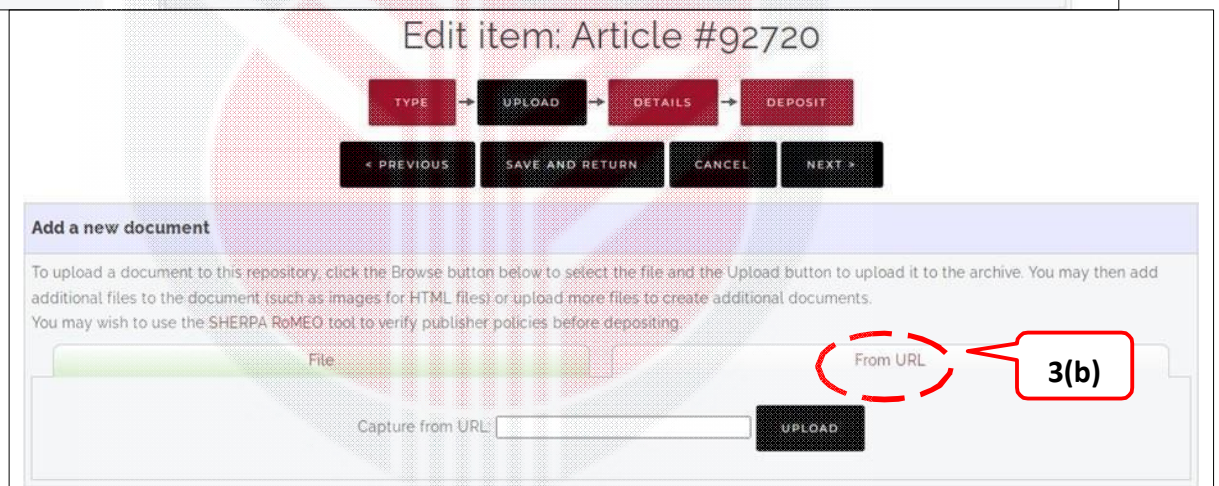 Edit item: Article #92720
TYPE → UPLOAD → DETAILS → DEPOSIT
< PREVIOUS SAVE AND RETURN CANCEL NEXT >
Add a new document
To upload a document to this repository, click the Browse button below to select the file and the Upload button to upload it to the archive. You may then add
additional files to the document (such as images for HTML files) or upload more files to create additional documents.
You may wish to use the SHERPA RoMEO tool to verify publisher policies before depositing.
File From URL 3(b)
Capture from URL: UPLOAD